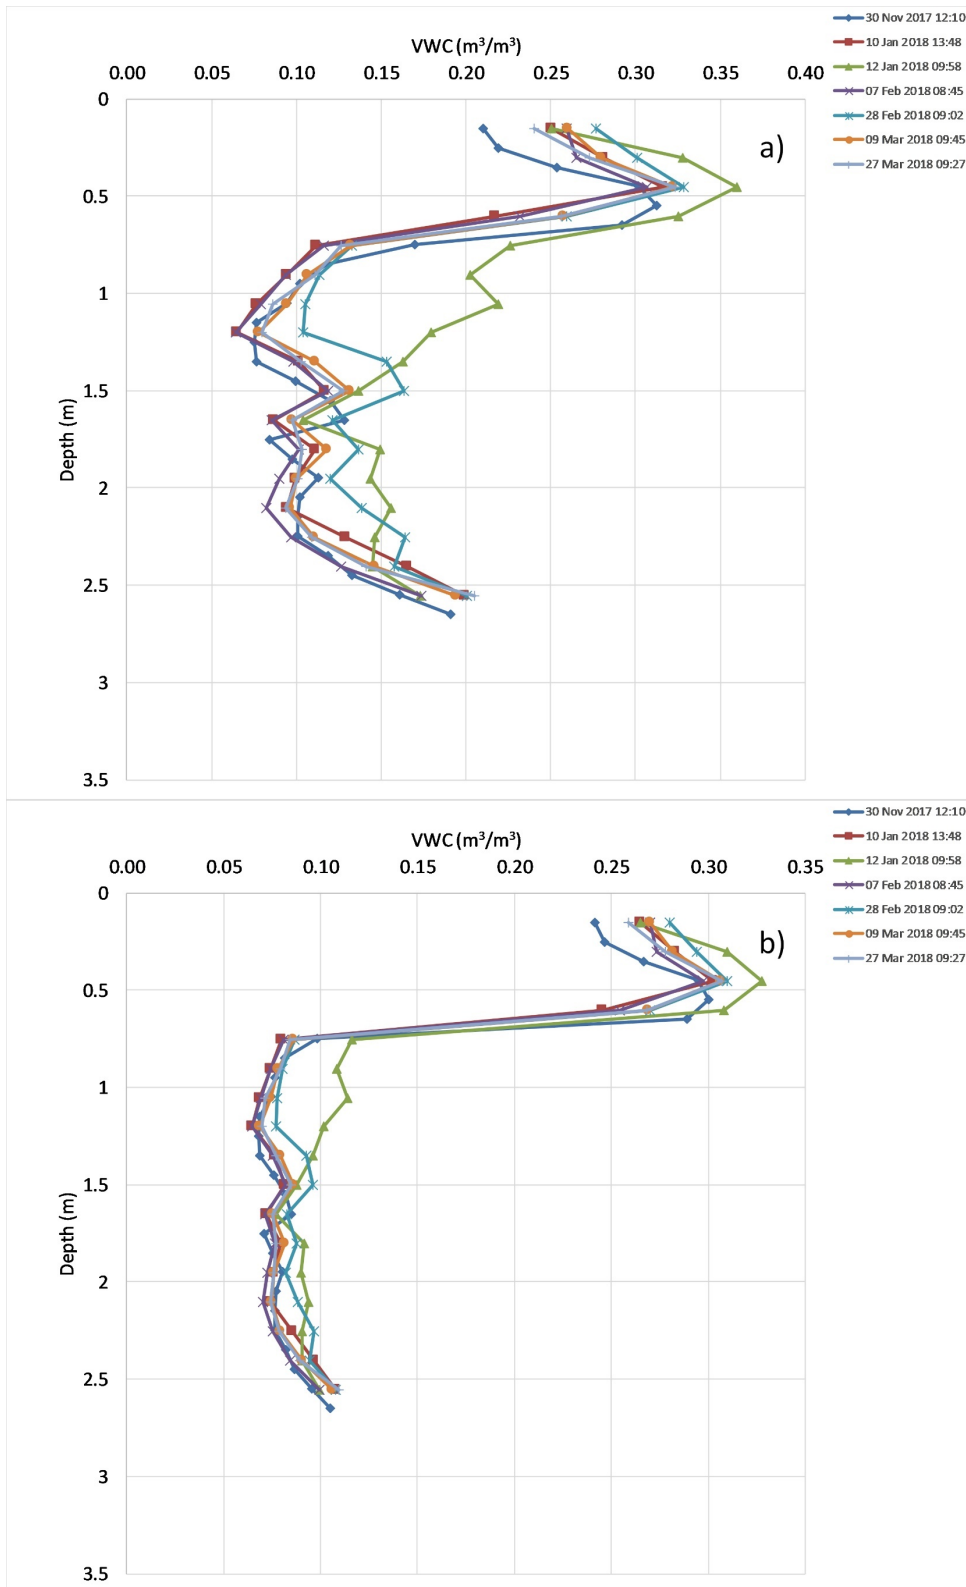 VWC (m³/m³)
0.00 0.05 0.10 0.15 0.20 0.25 0.30 0.35 0.40
0
0.5
1
1.5
2
2.5
3
3.5
Depth (m)
a)
30 Nov 2017 12:10
10 Jan 2018 13:48
12 Jan 2018 09:58
07 Feb 2018 08:45
28 Feb 2018 09:02
09 Mar 2018 09:45
27 Mar 2018 09:27
VWC (m³/m³)
0.00 0.05 0.10 0.15 0.20 0.25 0.30 0.35
0
0.5
1
1.5
2
2.5
3
3.5
Depth (m)
b)
30 Nov 2017 12:10
10 Jan 2018 13:48
12 Jan 2018 09:58
07 Feb 2018 08:45
28 Feb 2018 09:02
09 Mar 2018 09:45
27 Mar 2018 09:27